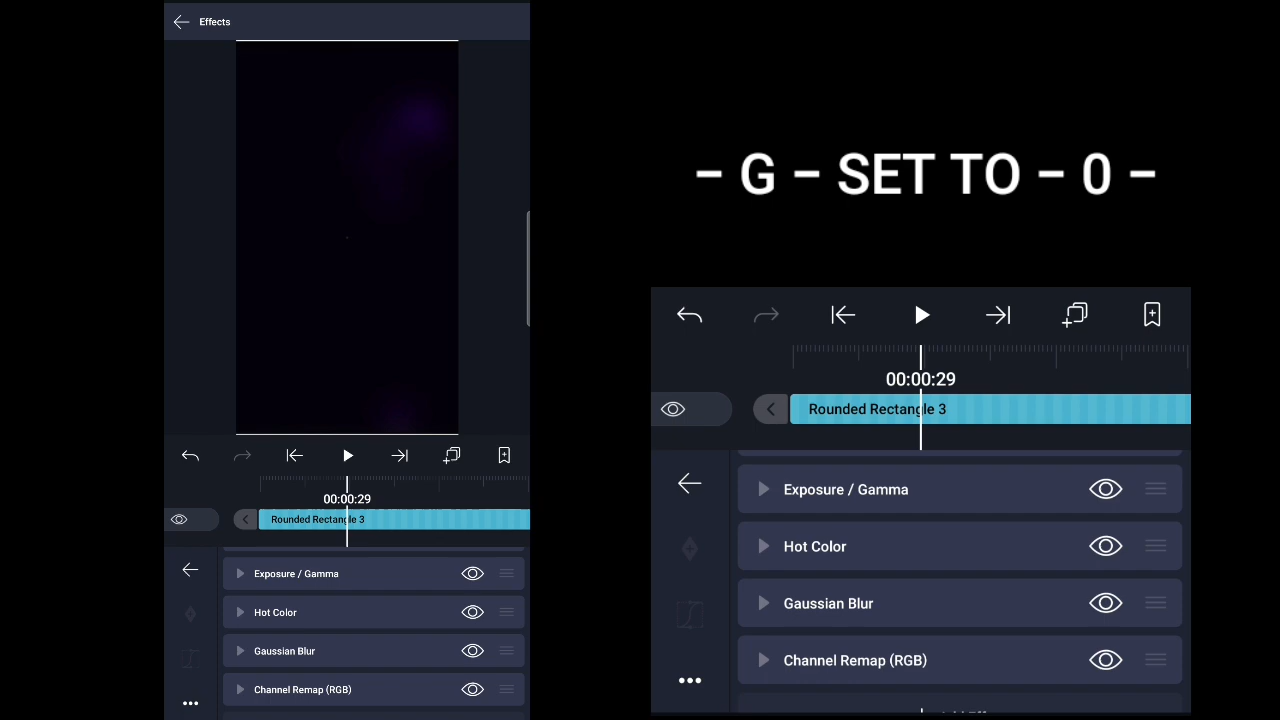 Effects
00:00:29
Rounded Rectangle 3
Exposure / Gamma
Hot Color
Gaussian Blur
Channel Remap (RGB)
– G – SET TO – 0 –
00:00:29
Rounded Rectangle 3
Exposure / Gamma
Hot Color
Gaussian Blur
Channel Remap (RGB)